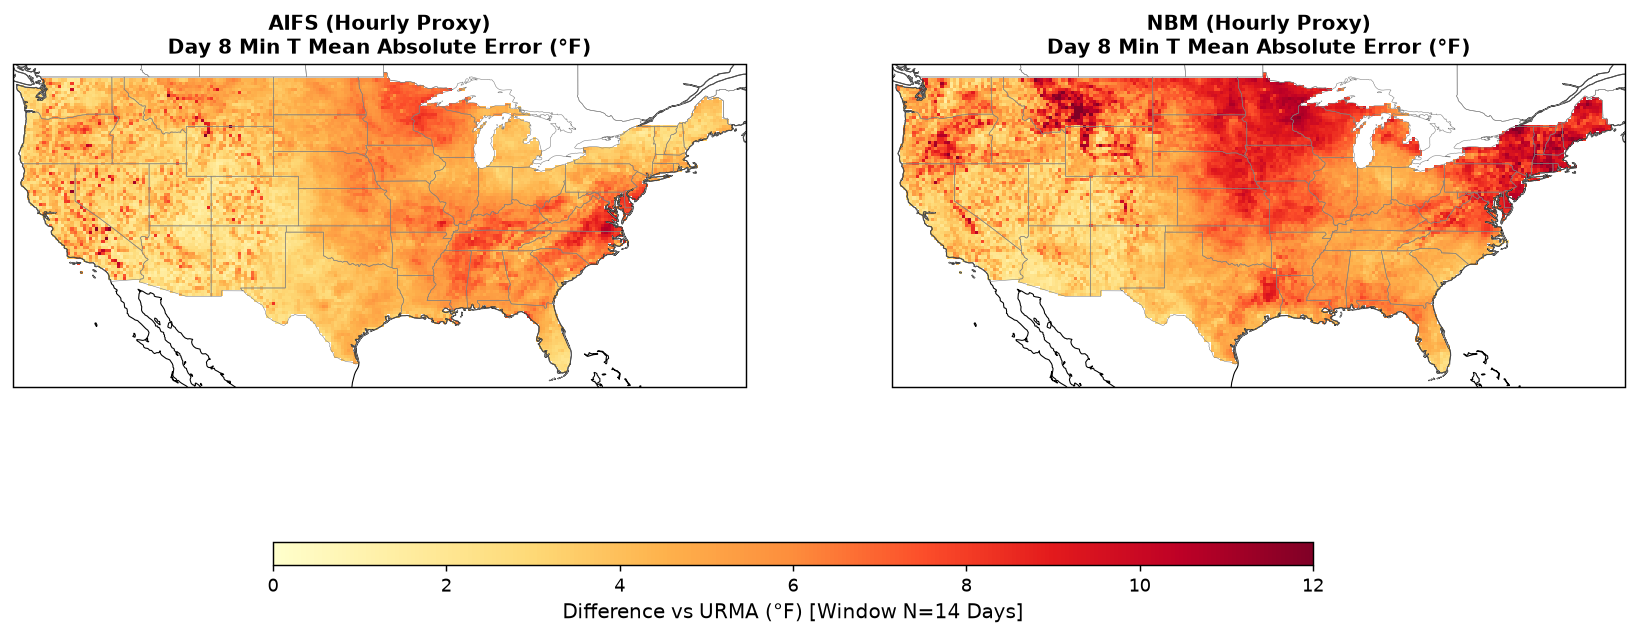 AIFS (Hourly Proxy)
Day 8 Min T Mean Absolute Error (°F)
NBM (Hourly Proxy)
Day 8 Min T Mean Absolute Error (°F)
0 2 4 6 8 10 12
Difference vs URMA (°F) [Window N=14 Days]